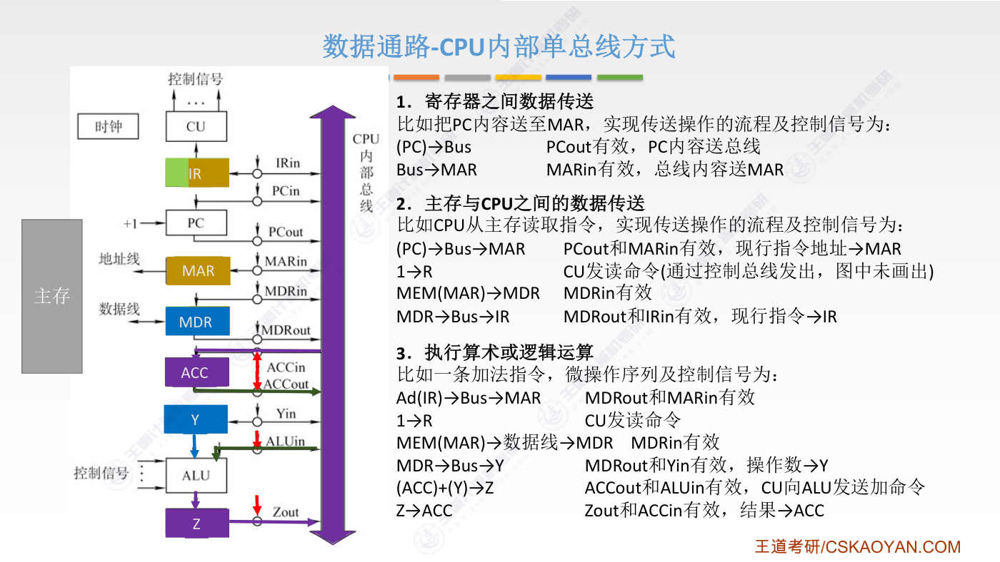 数据通路-CPU内部单总线方式
控制信号
...
时钟
CU
CPU内部总线
IR
IRin
PCin
+1
PC
PCout
地址线
MAR
MARin
主存
MDRin
数据线
MDR
MDRout
ACC
ACCin
ACCout
Y
Yin
ALUin
控制信号
ALU
Z
Zout
1. 寄存器之间数据传送
比如把PC内容送至MAR，实现传送操作的流程及控制信号为：
(PC)→Bus PCout有效，PC内容送总线
Bus→MAR MARin有效，总线内容送MAR
2. 主存与CPU之间的数据传送
比如CPU从主存读取指令，实现传送操作的流程及控制信号为：
(PC)→Bus→MAR PCout和MARin有效，现行指令地址→MAR
1→R CU发读命令(通过控制总线发出，图中未画出)
MEM(MAR)→MDR MDRin有效
MDR→Bus→IR MDRout和IRin有效，现行指令→IR
3. 执行算术或逻辑运算
比如一条加法指令，微操作序列及控制信号为：
Ad(IR)→Bus→MAR MDRout和MARin有效
1→R CU发读命令
MEM(MAR)→数据线→MDR MDRin有效
MDR→Bus→Y MDRout和Yin有效，操作数→Y
(ACC)+(Y)→Z ACCout和ALUin有效，CU向ALU发送加命令
Z→ACC Zout和ACCin有效，结果→ACC
王道考研/CSKAOYAN.COM